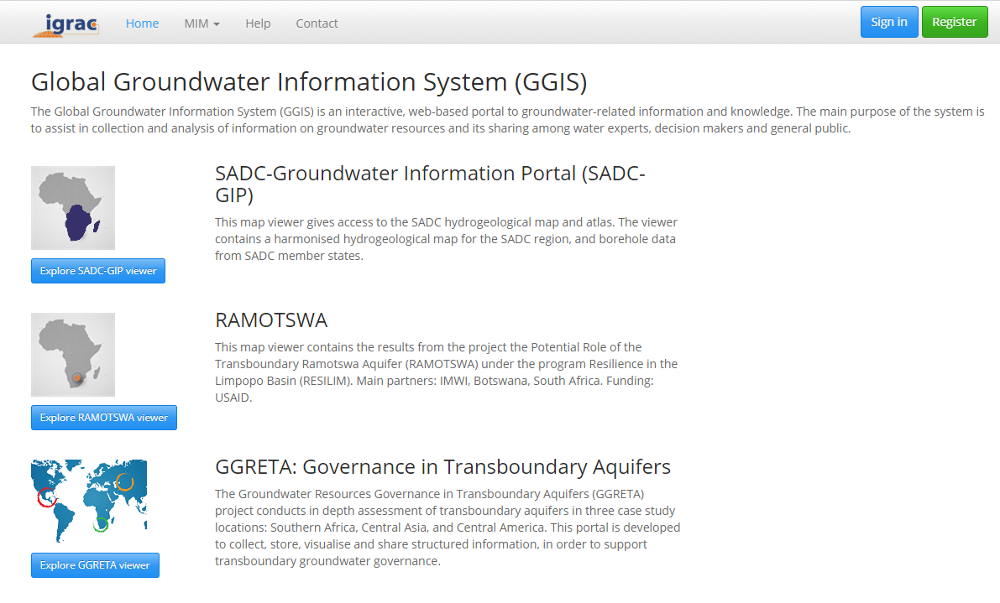 igrac Home MIM Help Contact Sign in Register
Global Groundwater Information System (GGIS)
The Global Groundwater Information System (GGIS) is an interactive, web-based portal to groundwater-related information and knowledge. The main purpose of the system is
to assist in collection and analysis of information on groundwater resources and its sharing among water experts, decision makers and general public.
SADC-Groundwater Information Portal (SADC-
GIP)
This map viewer gives access to the SADC hydrogeological map and atlas. The viewer
contains a harmonised hydrogeological map for the SADC region, and borehole data
from SADC member states.
Explore SADC-GIP viewer
RAMOTSWA
This map viewer contains the results from the project the Potential Role of the
Transboundary Ramotswa Aquifer (RAMOTSWA) under the program Resilience in the
Limpopo Basin (RESILIM). Main partners: IMWI, Botswana, South Africa. Funding:
USAID.
Explore RAMOTSWA viewer
GGRETA: Governance in Transboundary Aquifers
The Groundwater Resources Governance in Transboundary Aquifers (GGRETA)
project conducts in depth assessment of transboundary aquifers in three case study
locations: Southern Africa, Central Asia, and Central America. This portal is developed
to collect, store, visualise and share structured information, in order to support
transboundary groundwater governance.
Explore GGRETA viewer